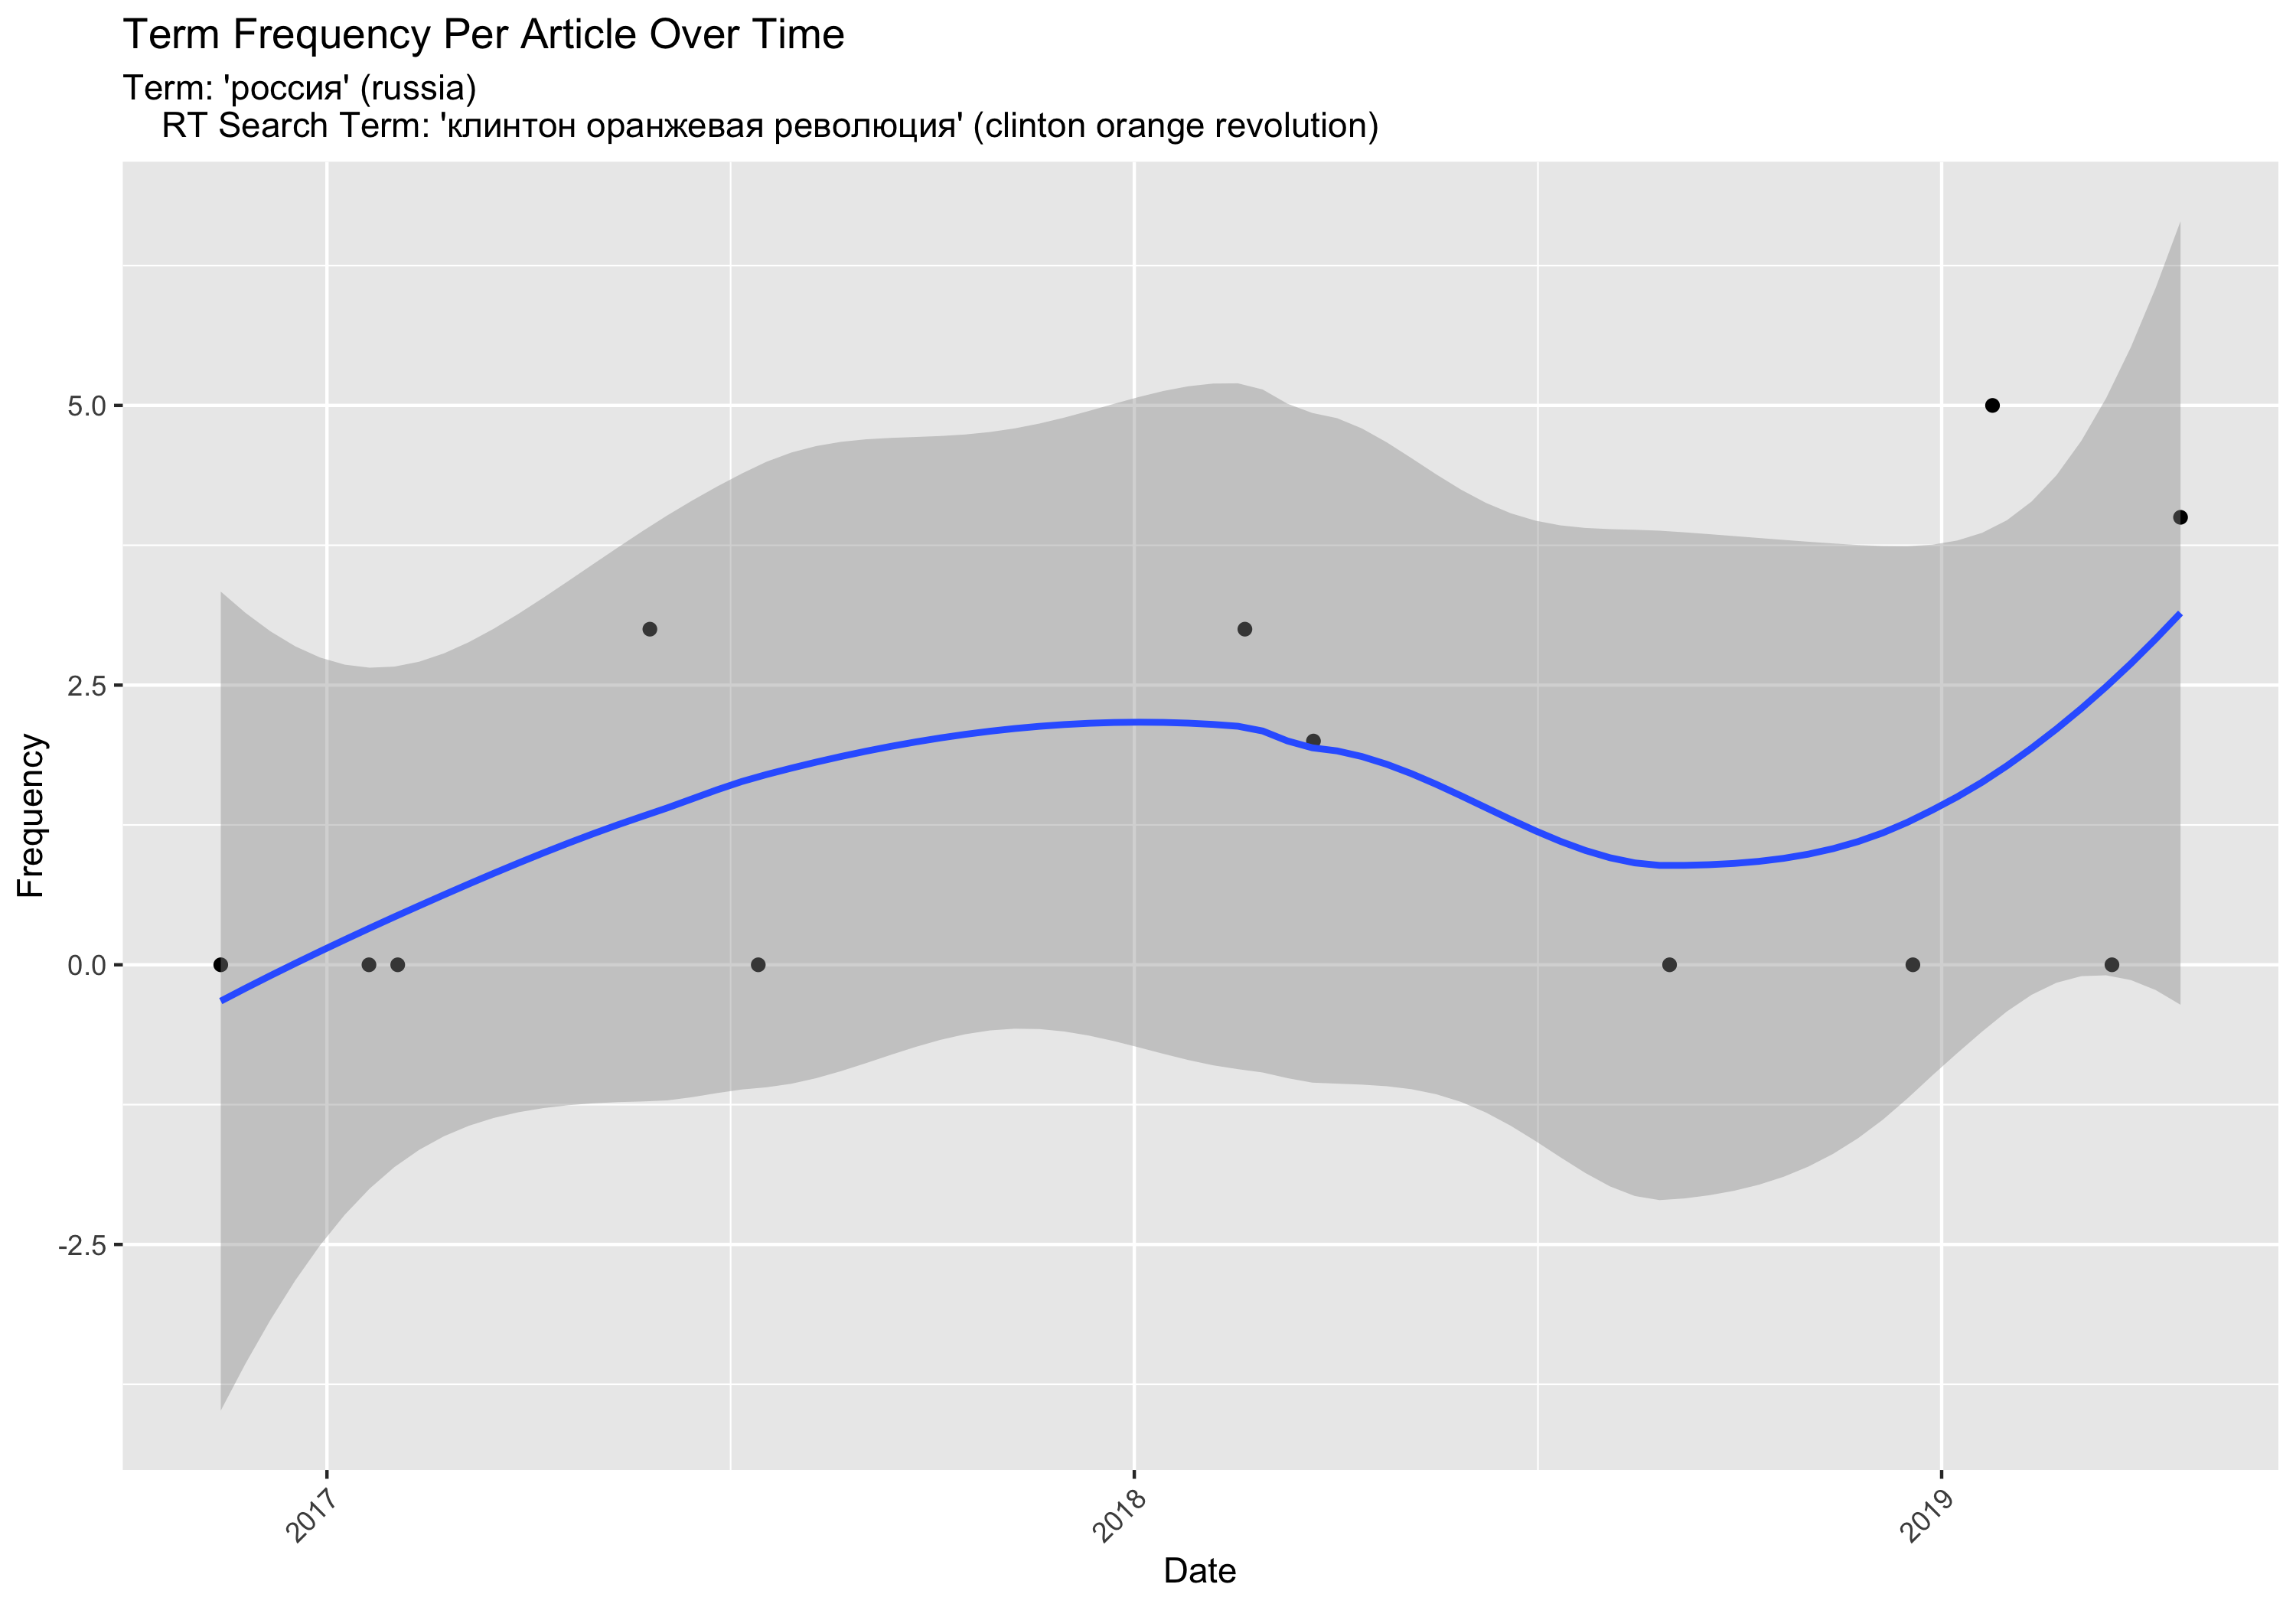 Term Frequency Per Article Over Time
Term: 'россия' (russia)
RT Search Term: 'клинтон оранжевая революция' (clinton orange revolution)
5.0
2.5
0.0
-2.5
Frequency
2017
2018
2019
Date